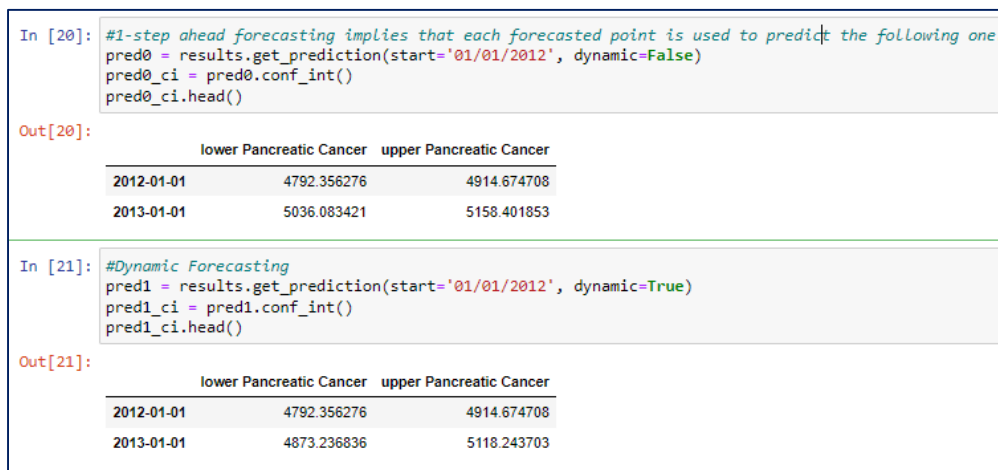 In [20]: #1-step ahead forecasting implies that each forecasted point is used to predict the following one
pred0 = results.get_prediction(start='01/01/2012', dynamic=False)
pred0_ci = pred0.conf_int()
pred0_ci.head()
Out[20]:
lower Pancreatic Cancer upper Pancreatic Cancer
2012-01-01 4792.356276 4914.674708
2013-01-01 5036.083421 5158.401853
In [21]: #Dynamic Forecasting
pred1 = results.get_prediction(start='01/01/2012', dynamic=True)
pred1_ci = pred1.conf_int()
pred1_ci.head()
Out[21]:
lower Pancreatic Cancer upper Pancreatic Cancer
2012-01-01 4792.356276 4914.674708
2013-01-01 4873.236836 5118.243703